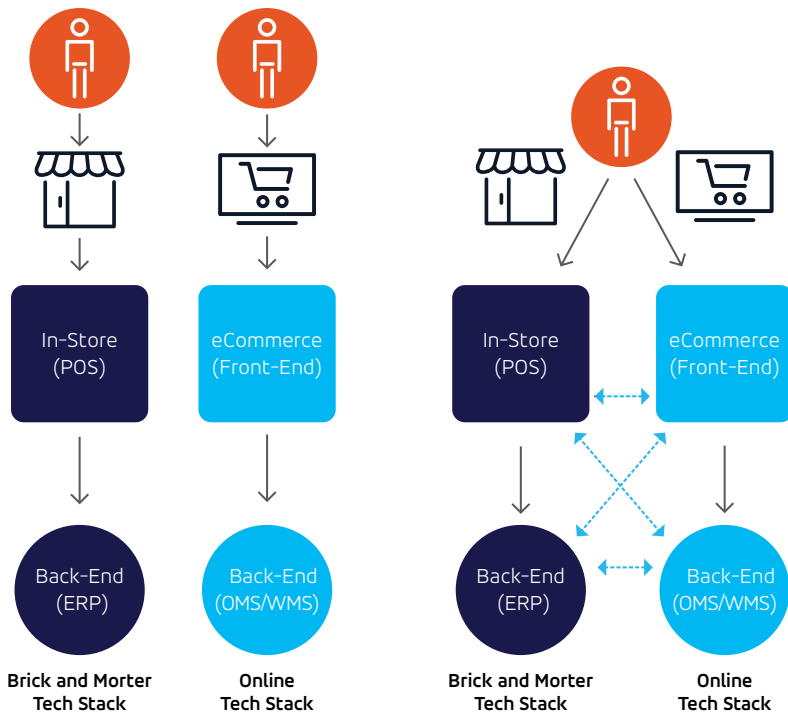 In-Store
(POS)
eCommerce
(Front-End)
Back-End
(ERP)
Back-End
(OMS/WMS)
Brick and Morter
Tech Stack
Online
Tech Stack
In-Store
(POS)
eCommerce
(Front-End)
Back-End
(ERP)
Back-End
(OMS/WMS)
Brick and Morter
Tech Stack
Online
Tech Stack